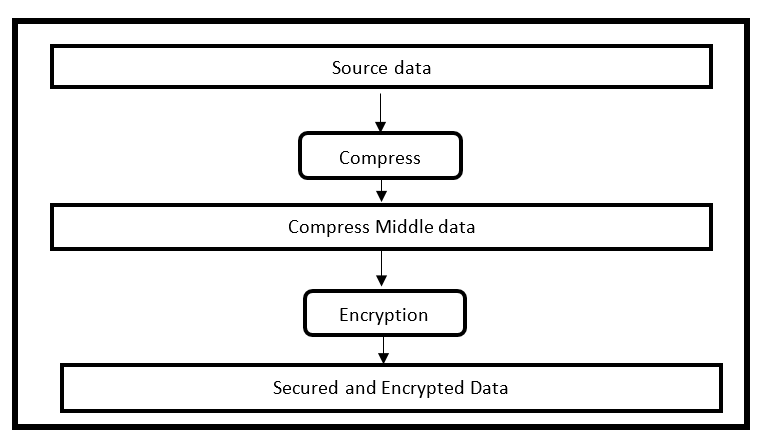 Source data
Compress
Compress Middle data
Encryption
Secured and Encrypted Data